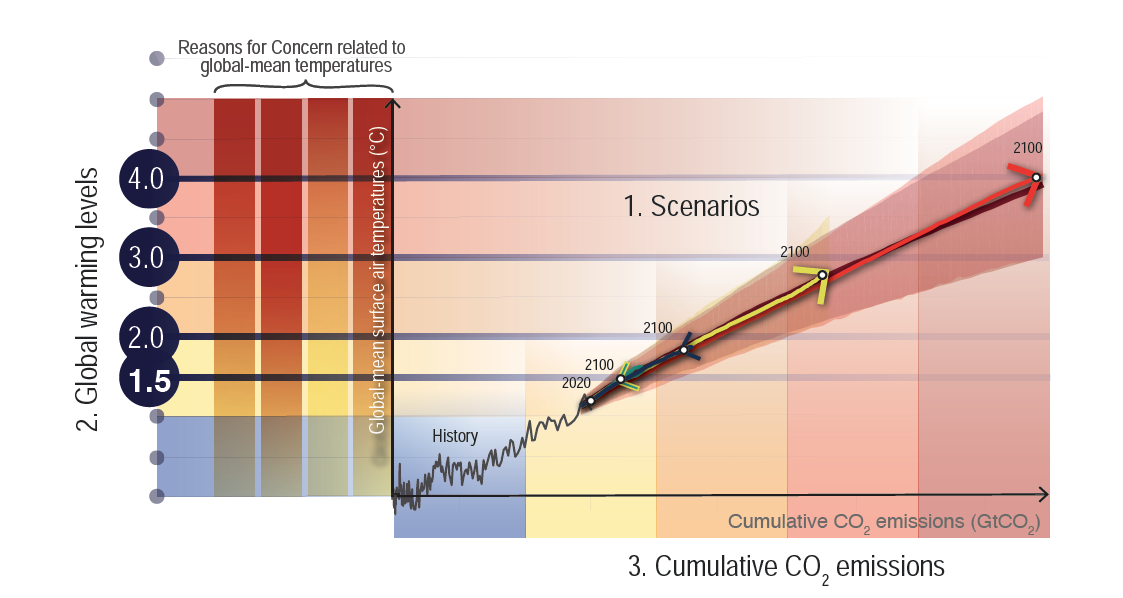 Reasons for Concern related to
global-mean temperatures
2. Global warming levels
4.0
3.0
2.0
1.5
Global-mean surface air temperatures (°C)
1. Scenarios
2100
2100
2100
2100
2020
History
Cumulative CO₂ emissions (GtCO₂)
3. Cumulative CO₂ emissions